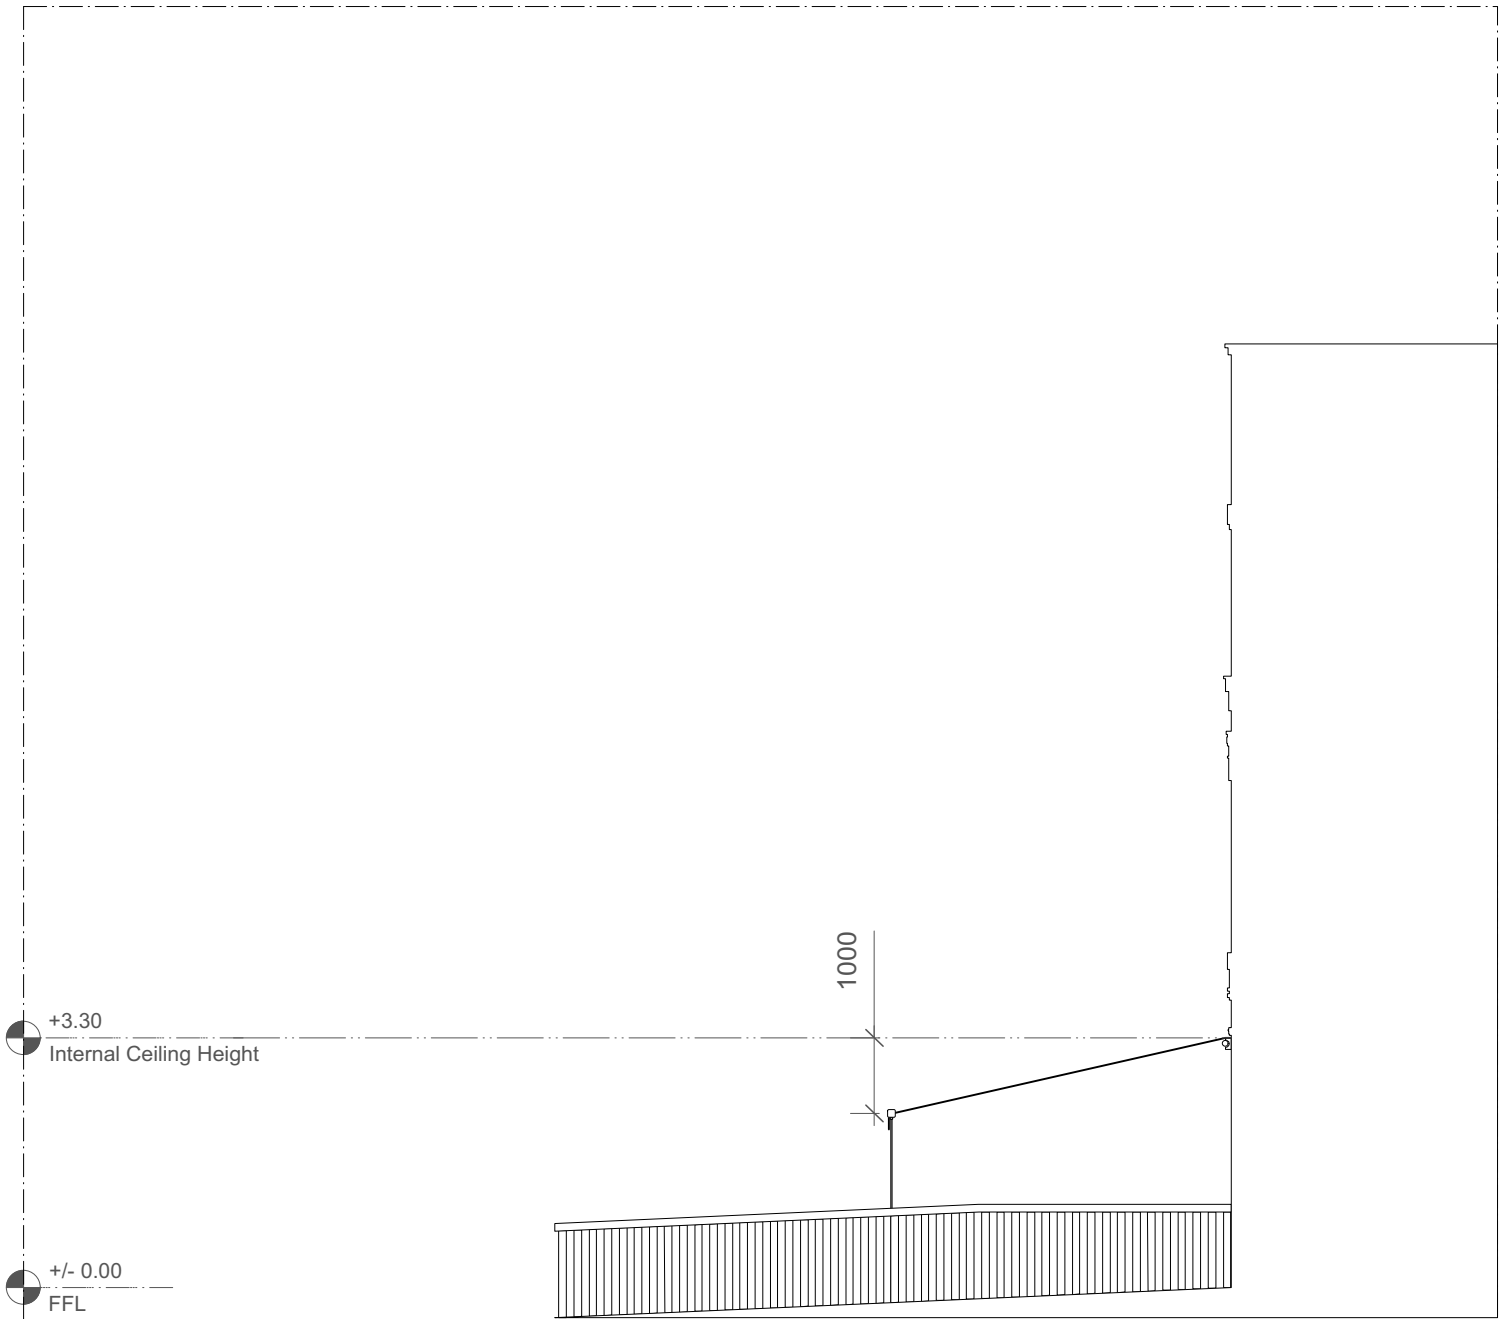 1000
+3.30
Internal Ceiling Height
+/- 0.00
FFL